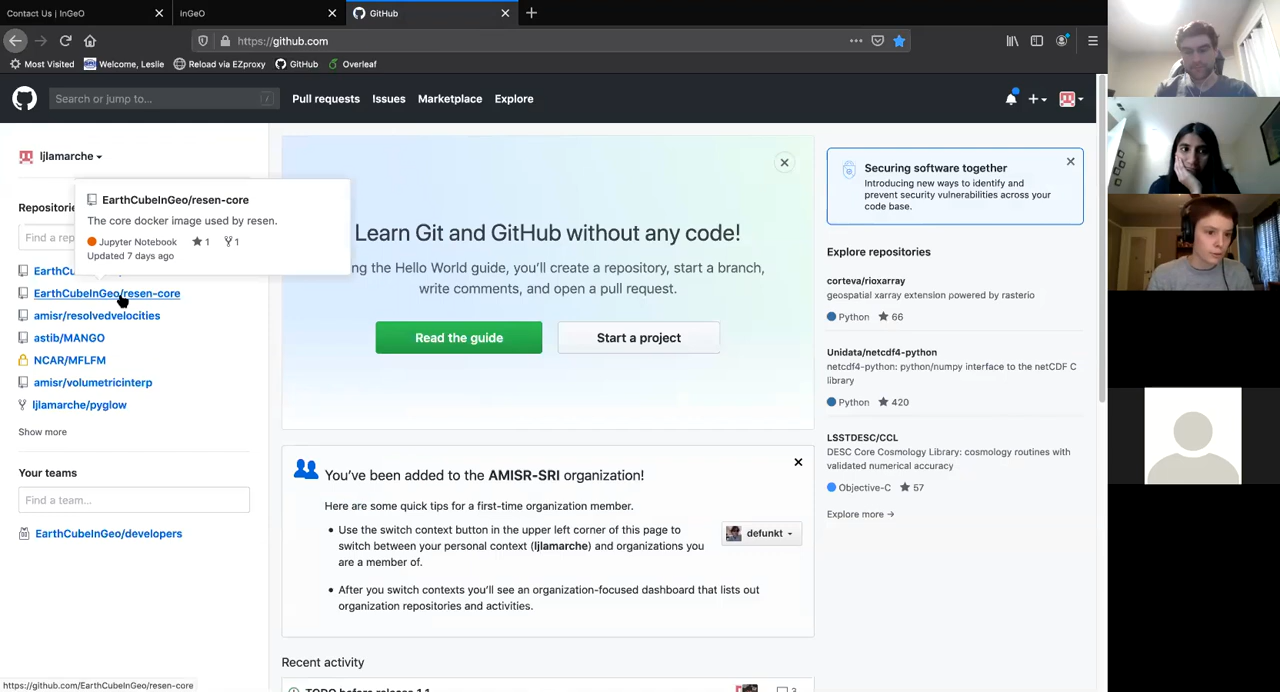 Contact Us | InGeO
InGeO
GitHub
https://github.com
Most Visited
Welcome, Leslie
Reload via EZproxy
GitHub
Overleaf
Search or jump to...
/
Pull requests
Issues
Marketplace
Explore
ljlamarche
Repositorie
Find a rep
EarthCubeInGeo/resen-core
The core docker image used by resen.
Jupyter Notebook
1
1
Updated 7 days ago
EarthCu
EarthCubeInGeo/resen-core
amisr/resolvedvelocities
astib/MANGO
NCAR/MFLFM
amisr/volumetricinterp
ljlamarche/pyglow
Show more
Your teams
Find a team...
EarthCubeInGeo/developers
Learn Git and GitHub without any code!
ng the Hello World guide, you'll create a repository, start a branch,
write comments, and open a pull request.
Read the guide
Start a project
You've been added to the AMISR-SRI organization!
Here are some quick tips for a first-time organization member.
Use the switch context button in the upper left corner of this page to
switch between your personal context (ljlamarche) and organizations you
are a member of.
defunkt
After you switch contexts you'll see an organization-focused dashboard that lists out
organization repositories and activities.
Recent activity
TODO before release 1.1
3
Securing software together
Introducing new ways to identify and
prevent security vulnerabilities across your
code base.
Explore repositories
corteva/rioxarray
geospatial xarray extension powered by rasterio
Python
66
Unidata/netcdf4-python
netcdf4-python: python/numpy interface to the netCDF C
library
Python
420
LSSTDESC/CCL
DESC Core Cosmology Library: cosmology routines with
validated numerical accuracy
Objective-C
57
Explore more →
https://github.com/EarthCubeInGeo/resen-core